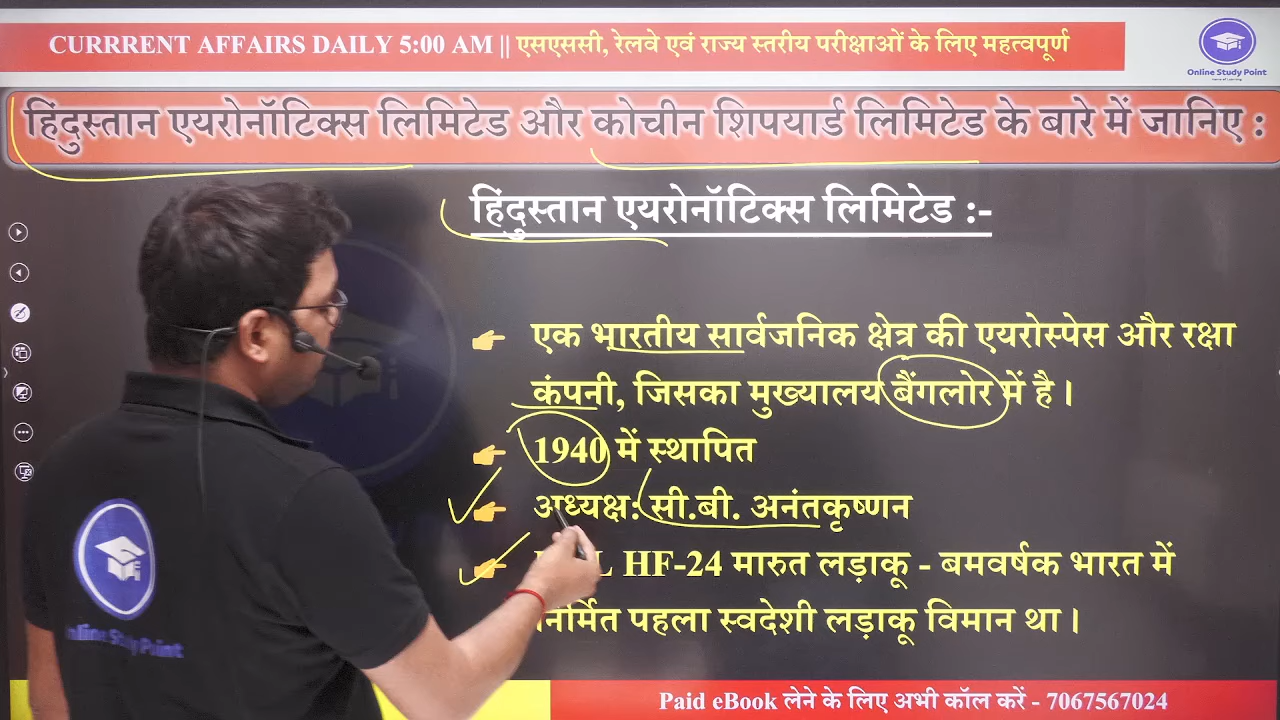 CURRRENT AFFAIRS DAILY 5:00 AM || एसएससी, रेलवे एवं राज्य स्तरीय परीक्षाओं के लिए महत्वपूर्ण
Online Study Point
हिंदुस्तान एयरोनॉटिक्स लिमिटेड और कोचीन शिपयार्ड लिमिटेड के बारे में जानिए :
हिंदुस्तान एयरोनॉटिक्स लिमिटेड :-
एक भारतीय सार्वजनिक क्षेत्र की एयरोस्पेस और रक्षा
कंपनी, जिसका मुख्यालय बैंगलोर में है।
1940 में स्थापित
अध्यक्ष: सी.बी. अनंतकृष्णन
HF-24 मारुत लड़ाकू - बमवर्षक भारत में
निर्मित पहला स्वदेशी लड़ाकू विमान था।
Study Point
Paid eBook लेने के लिए अभी कॉल करें - 7067567024